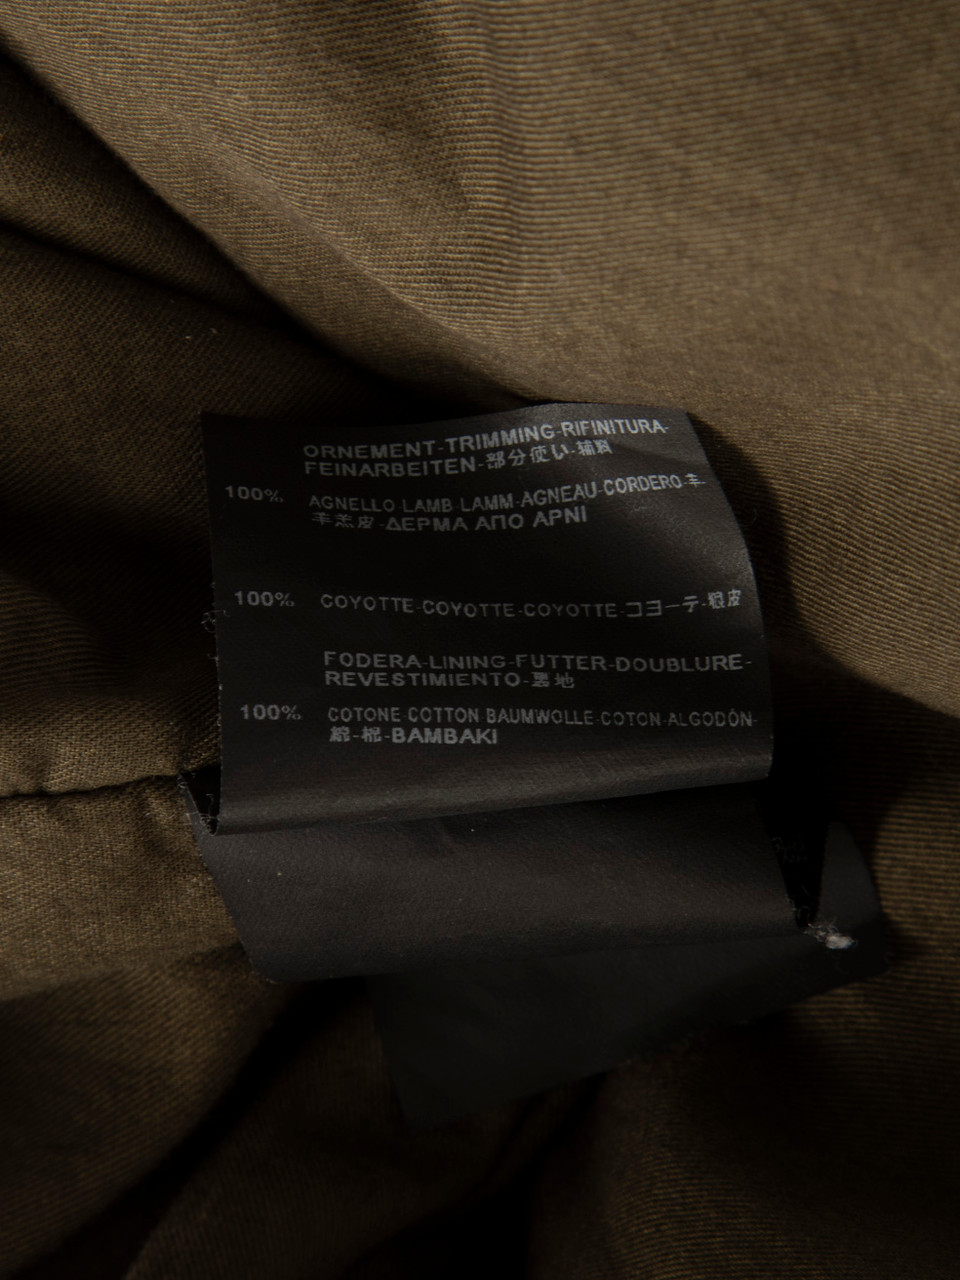 ORNEMENT-TRIMMING-RIFINITURA-
FEINARBEITEN-部分使い-補料
100% AGNELLO-LAMB-LAMM-AGNEAU-CORDERO-羊-
羊羔皮-ΔΕΡΜΑ ΑΠΟ ΑΡΝΙ
100% COYOTTE-COYOTTE-COYOTTE-コヨーテ-狼皮
FODERA-LINING-FUTTER-DOUBLURE-
REVESTIMIENTO-裏地
100% COTONE COTTON BAUMWOLLE-COTON-ALGODÓN-
綿-棉-BAMBAKI